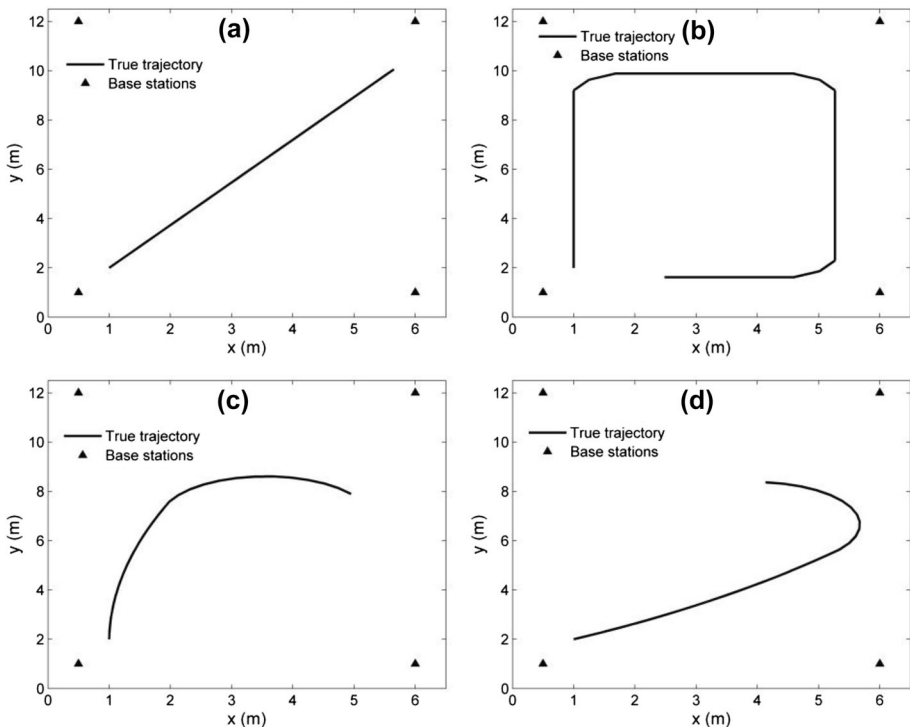 (a)
True trajectory
Base stations
12
10
8
6
4
2
0
y (m)
0 1 2 3 4 5 6
x (m)
(b)
True trajectory
Base stations
12
10
8
6
4
2
0
y (m)
0 1 2 3 4 5 6
x (m)
(c)
True trajectory
Base stations
12
10
8
6
4
2
0
y (m)
0 1 2 3 4 5 6
x (m)
(d)
True trajectory
Base stations
12
10
8
6
4
2
0
y (m)
0 1 2 3 4 5 6
x (m)